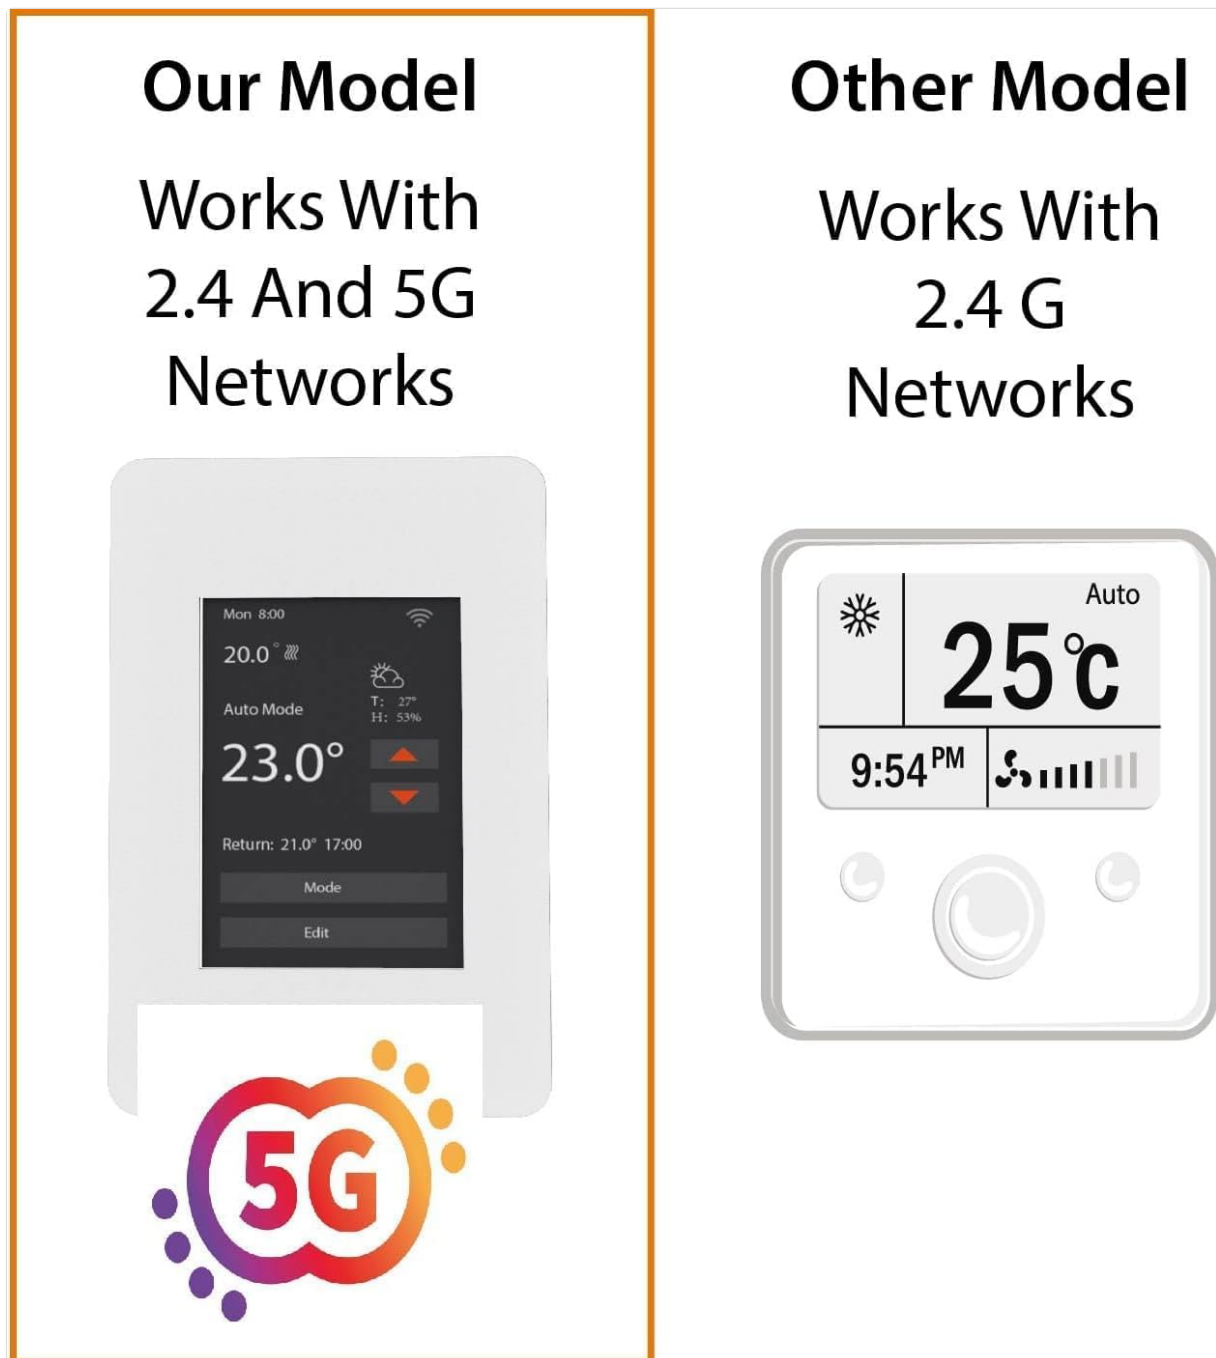 Our Model
Works With
2.4 And 5G
Networks
Mon 8:00
20.0°
Auto Mode
T: 27°
H: 53%
23.0°
Return: 21.0° 17:00
Mode
Edit
5G
Other Model
Works With
2.4 G
Networks
Auto
25°C
9:54 PM